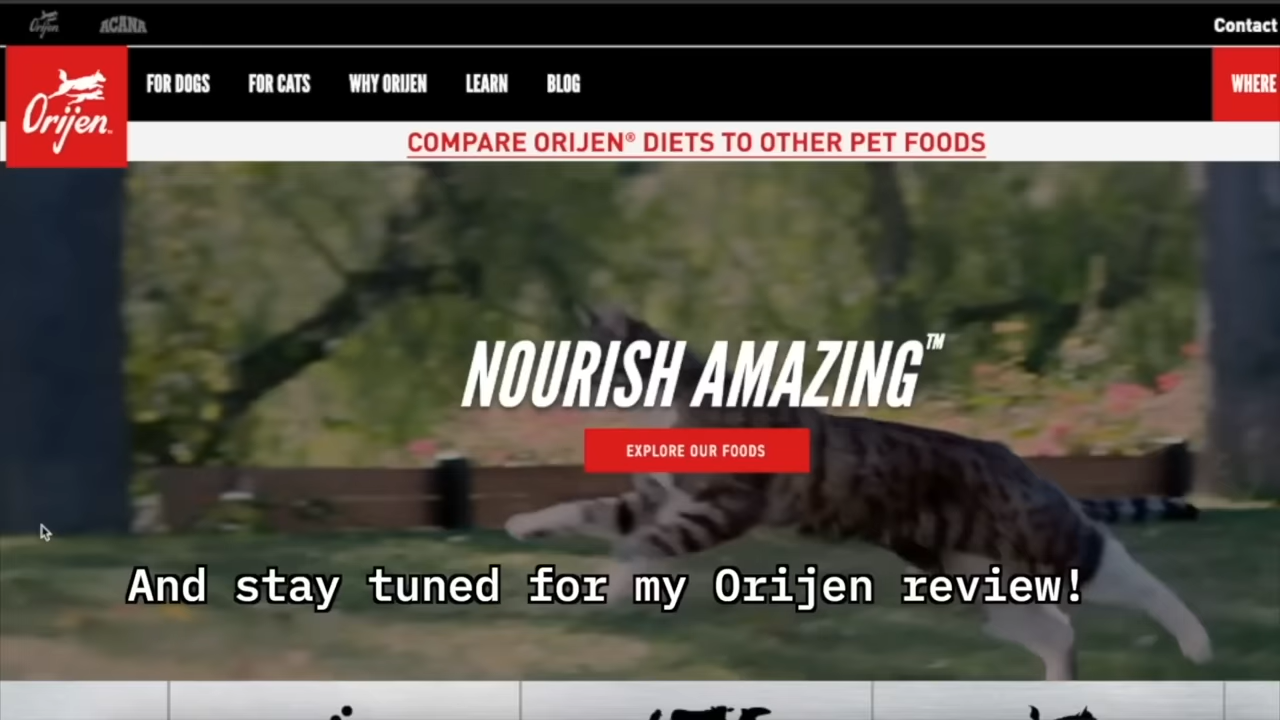 Orijen
ACANA
Contact
Orijen
FOR DOGS
FOR CATS
WHY ORIJEN
LEARN
BLOG
WHERE
COMPARE ORIJEN® DIETS TO OTHER PET FOODS
NOURISH AMAZING™
EXPLORE OUR FOODS
And stay tuned for my Orijen review!